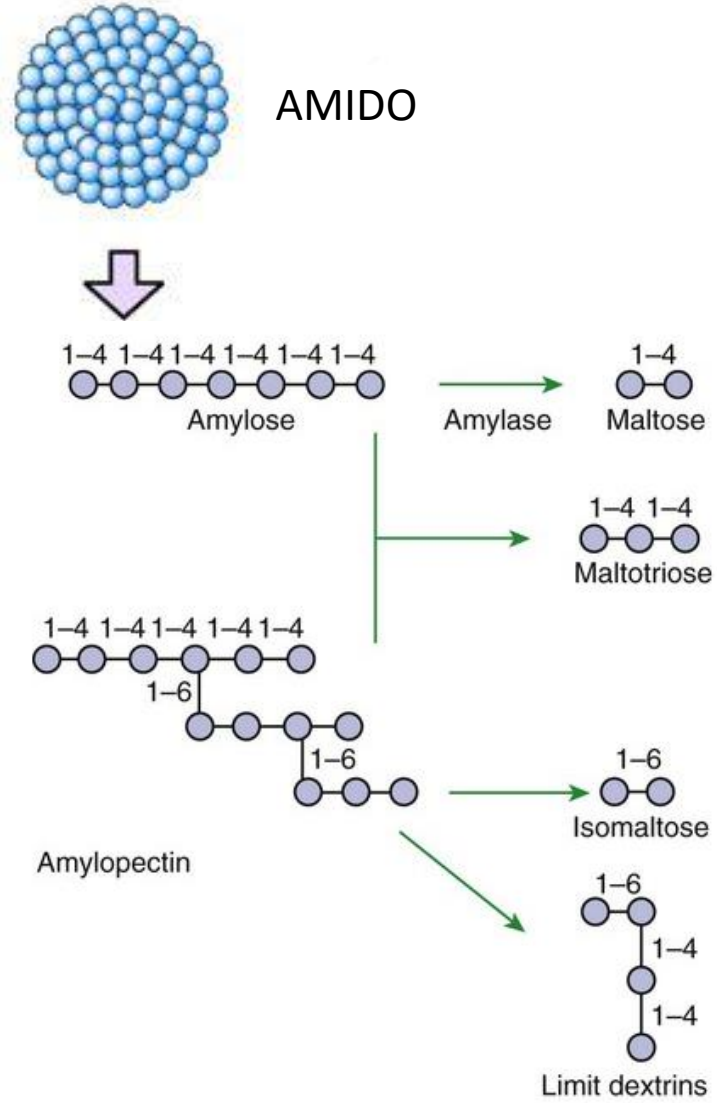 AMIDO
1–4 1–4 1–4 1–4 1–4 1–4
1–4
Amylose
Amylase
Maltose
1–4 1–4
Maltotriose
1–4 1–4 1–4 1–4 1–4
1–6
1–6
1–6
Isomaltose
Amylopectin
1–6
1–4
1–4
Limit dextrins